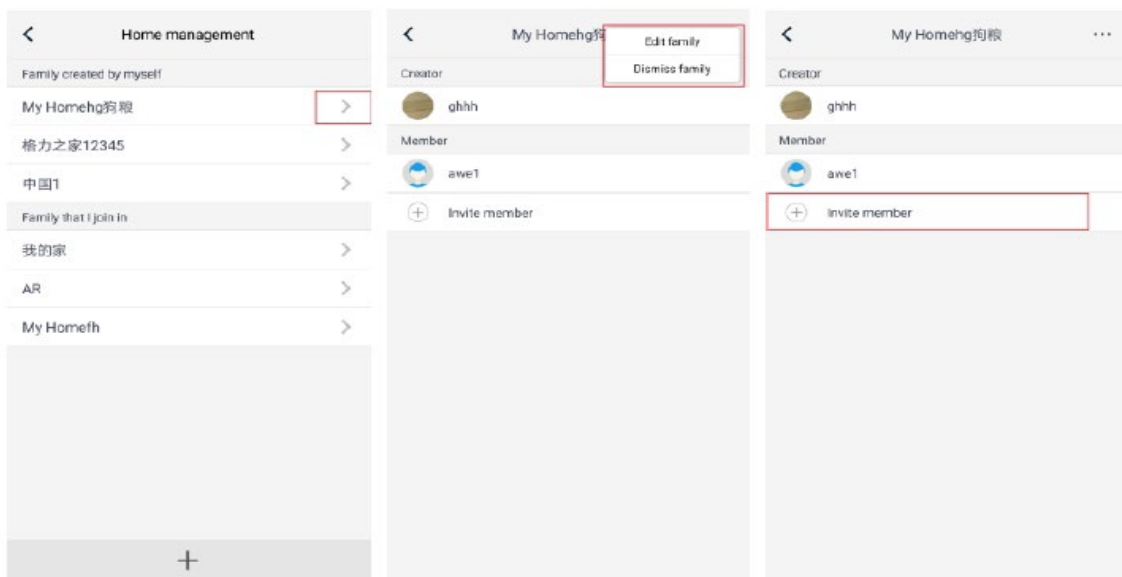 Home management
Family created by myself
My Homehg狗粮
格力之家12345
中国1
Family that I join in
我的家
AR
My Homefh
My Homehg狗
Edit family
Dismiss family
Creator
ghhh
Member
awe1
Invite member
My Homehg狗粮
Creator
ghhh
Member
awe1
Invite member